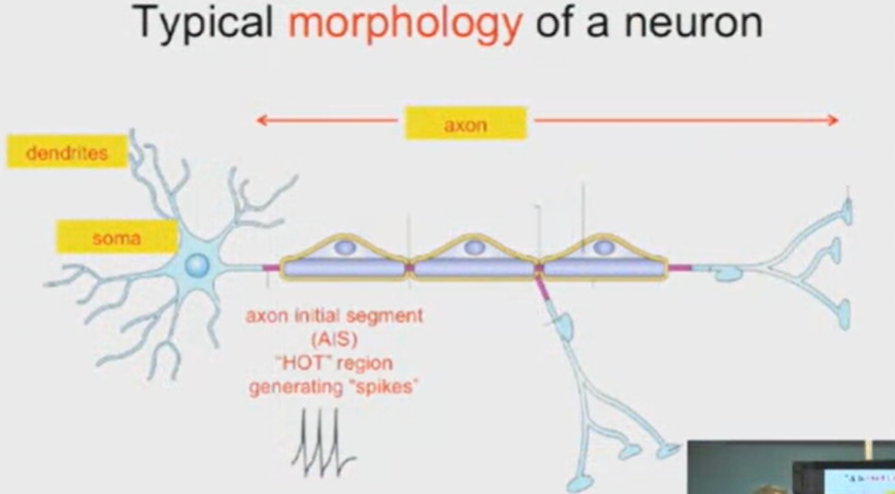 Typical morphology of a neuron
axon
dendrites
soma
axon initial segment
(AIS)
"HOT" region
generating "spikes"